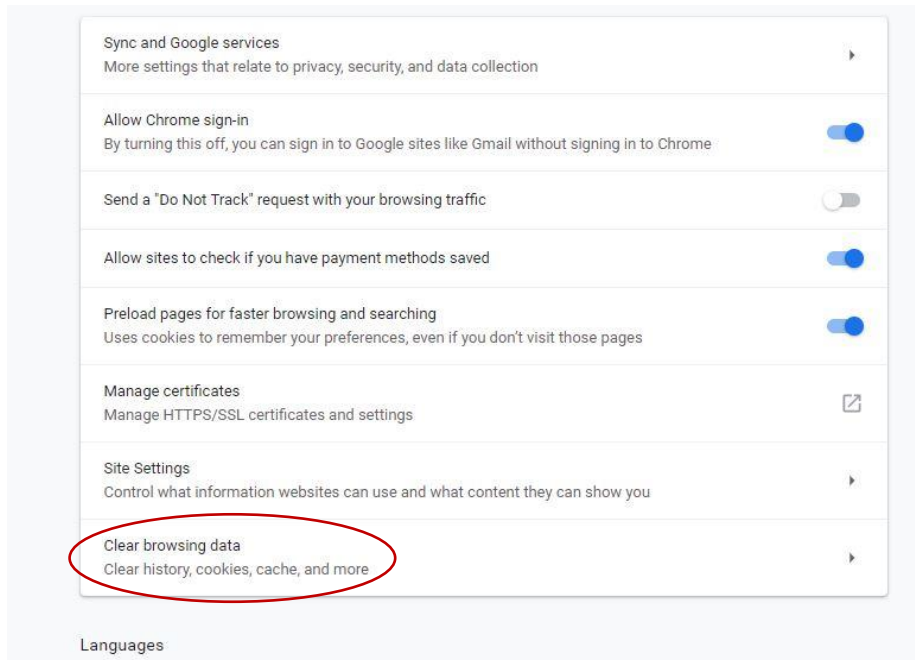 Sync and Google services
More settings that relate to privacy, security, and data collection
Allow Chrome sign-in
By turning this off, you can sign in to Google sites like Gmail without signing in to Chrome
Send a "Do Not Track" request with your browsing traffic
Allow sites to check if you have payment methods saved
Preload pages for faster browsing and searching
Uses cookies to remember your preferences, even if you don’t visit those pages
Manage certificates
Manage HTTPS/SSL certificates and settings
Site Settings
Control what information websites can use and what content they can show you
Clear browsing data
Clear history, cookies, cache, and more
Languages